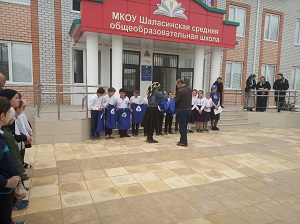 МКОУ Шаласинская средняя
общеобразовательная школа